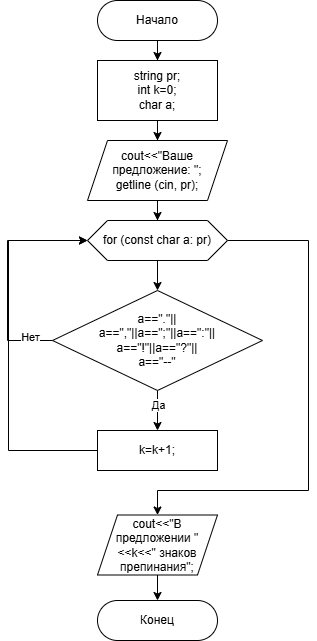 Начало
string pr;
int k=0;
char a;
cout<<"Ваше
предложение: ";
getline (cin, pr);
for (const char a: pr)
a=="."||
a==","||a==";"||a==":"||
a=="!"||a=="?"||
a=="--"
Нет
Да
k=k+1;
cout<<"В
предложении "
<<k<<" знаков
препинания";
Конец